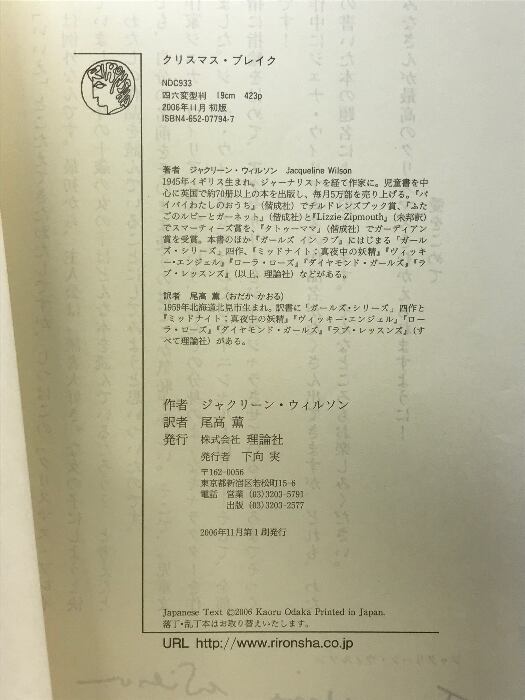 クリスマス・ブレイク
NDC933
四六変型判 19cm 423p
2006年11月 初版
ISBN4-652-07794-7
著者 ジャクリーン・ウィルソン Jacqueline Wilson
1945年イギリス生まれ。ジャーナリストを経て作家に。児童書を中
心に英国で約70册以上の本を出版し、毎月5万部を売り上げる。『バ
イバイわたしのおうち』(偕成社)でチルドレンズブック賞、『ふた
ごのルビーとガーネット』(偕成社)と『Lizzie Zipmouth』(未邦訳)
でスマーティーズ賞を、『タトゥーママ』(偕成社)でガーディアン
賞を受賞。本書のほか『ガールズ イン ラブ』にはじまる「ガール
ズ・シリーズ」四作、『ミッドナイト:真夜中の妖精』『ヴィッキ
ー・エンジェル』『ローラ・ローズ』『ダイヤモンド・ガールズ』『ラ
ブ・レッスンズ』(以上、理論社)などがある。
訳者 尾高 薫(おだか かおる)
1959年北海道北見市生まれ。訳書に「ガールズ・シリーズ」四作と
『ミッドナイト:真夜中の妖精』『ヴィッキー・エンジェル』『ロー
ラ・ローズ』『ダイヤモンド・ガールズ』『ラブ・レッスンズ』(す
べて理論社)がある。
作者 ジャクリーン・ウィルソン
訳者 尾高 薫
発行 株式会社 理論社
発行者 下向 実
〒162-0056
東京都新宿区若松町15-6
電話 営業 (03)3203-5791
出版 (03)3203-2577
2006年11月第1刷発行
Japanese Text ©2006 Kaoru Odaka Printed in Japan.
落丁・乱丁本はお取り替えいたします。
URL http://www.rironsha.co.jp